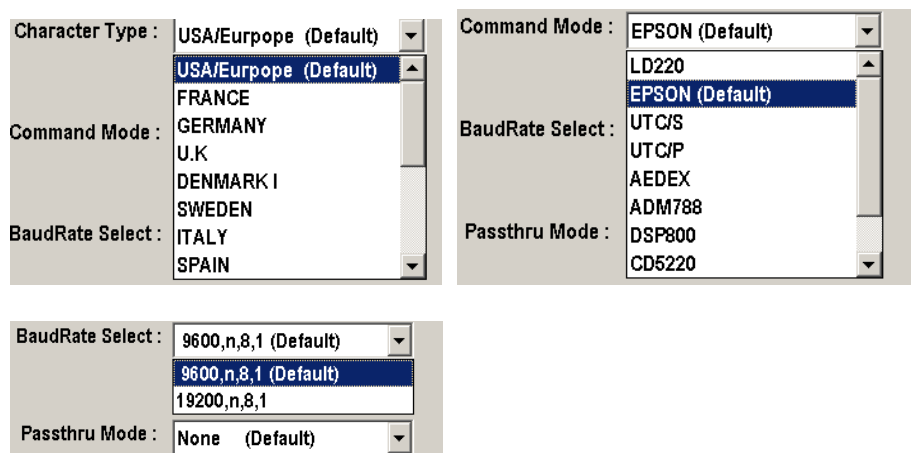 Character Type : USA/Eurpope (Default)
USA/Eurpope (Default)
FRANCE
GERMANY
Command Mode :
U.K
DENMARK I
SWEDEN
BaudRate Select : ITALY
SPAIN
Command Mode : EPSON (Default)
LD220
EPSON (Default)
BaudRate Select : UTC/S
UTC/P
AEDEX
ADM788
Passthru Mode : DSP800
CD5220
BaudRate Select : 9600,n,8,1 (Default)
9600,n,8,1 (Default)
19200,n,8,1
Passthru Mode : None (Default)